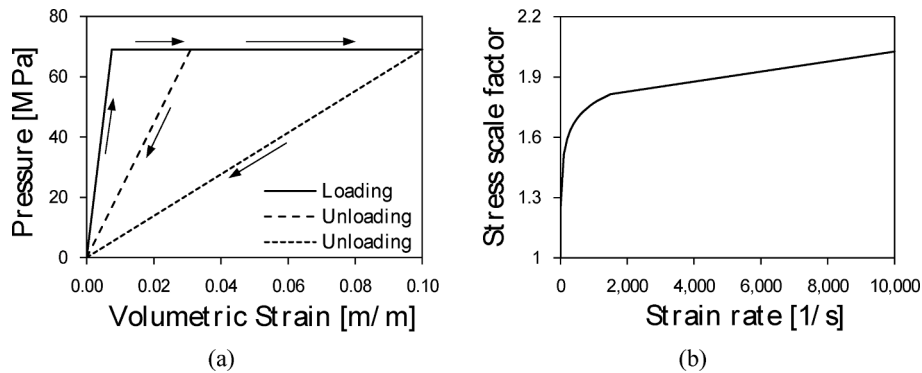 80
60
40
20
0
Pressure [MPa]
Loading
Unloading
Unloading
0.00 0.02 0.04 0.06 0.08 0.10
Volumetric Strain [m/m]
(a)
2.2
1.9
1.6
1.3
1
Stress scale factor
0 2,000 4,000 6,000 8,000 10,000
Strain rate [1/s]
(b)